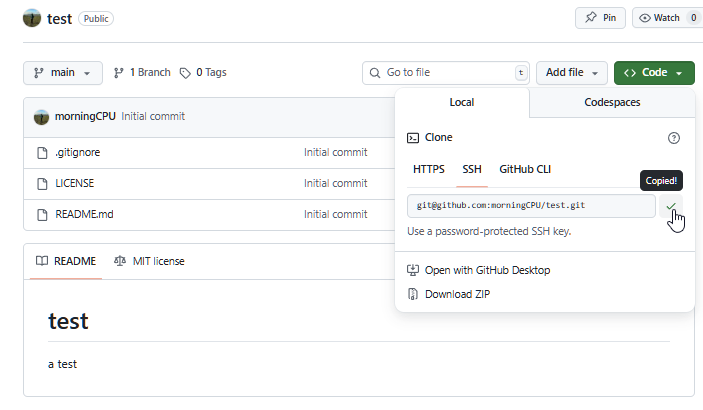 test Public
Pin
Watch 0
main
1 Branch
0 Tags
Go to file t
Add file
Code
morningCPU Initial commit
.gitignore Initial commit
LICENSE Initial commit
README.md Initial commit
Local Codespaces
Clone
HTTPS SSH GitHub CLI
Copied!
git@github.com:morningCPU/test.git
Use a password-protected SSH key.
Open with GitHub Desktop
Download ZIP
README MIT license
test
a test